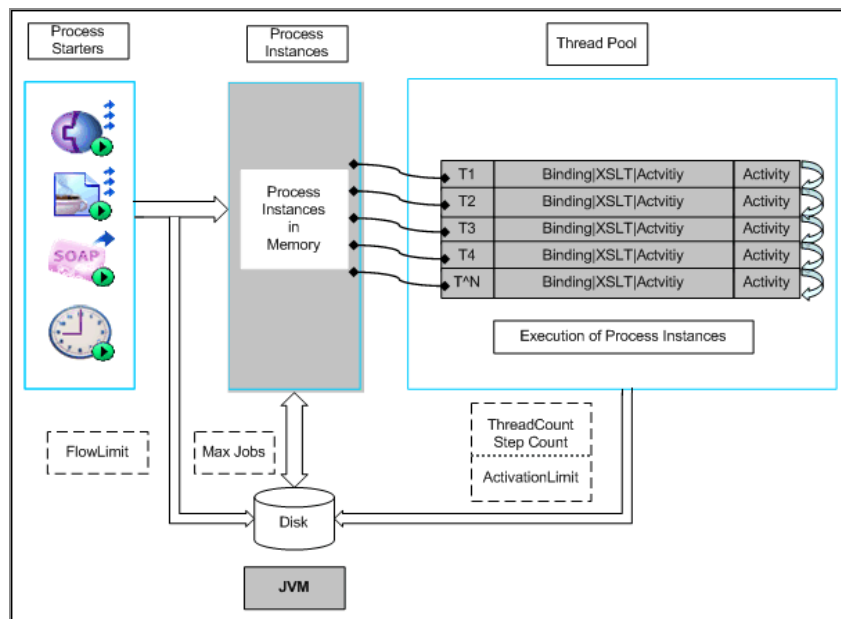 Process
Starters
Process
Instances
Thread Pool
SOAP
Process
Instances
in
Memory
T1 Binding|XSLT|Actvitiy Activity
T2 Binding|XSLT|Actvitiy Activity
T3 Binding|XSLT|Actvitiy Activity
T4 Binding|XSLT|Actvitiy Activity
T^N Binding|XSLT|Actvitiy Activity
Execution of Process Instances
FlowLimit
Max Jobs
ThreadCount
Step Count
ActivationLimit
Disk
JVM